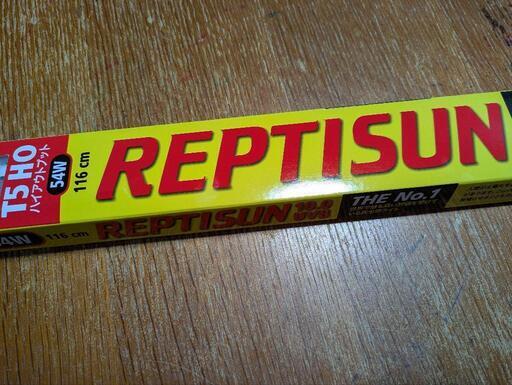 T5 HO
ハイアウトプット
54W
116 cm
REPTISUN
54W
116 cm
REPTISUN 10.0
UVB
THE No.1